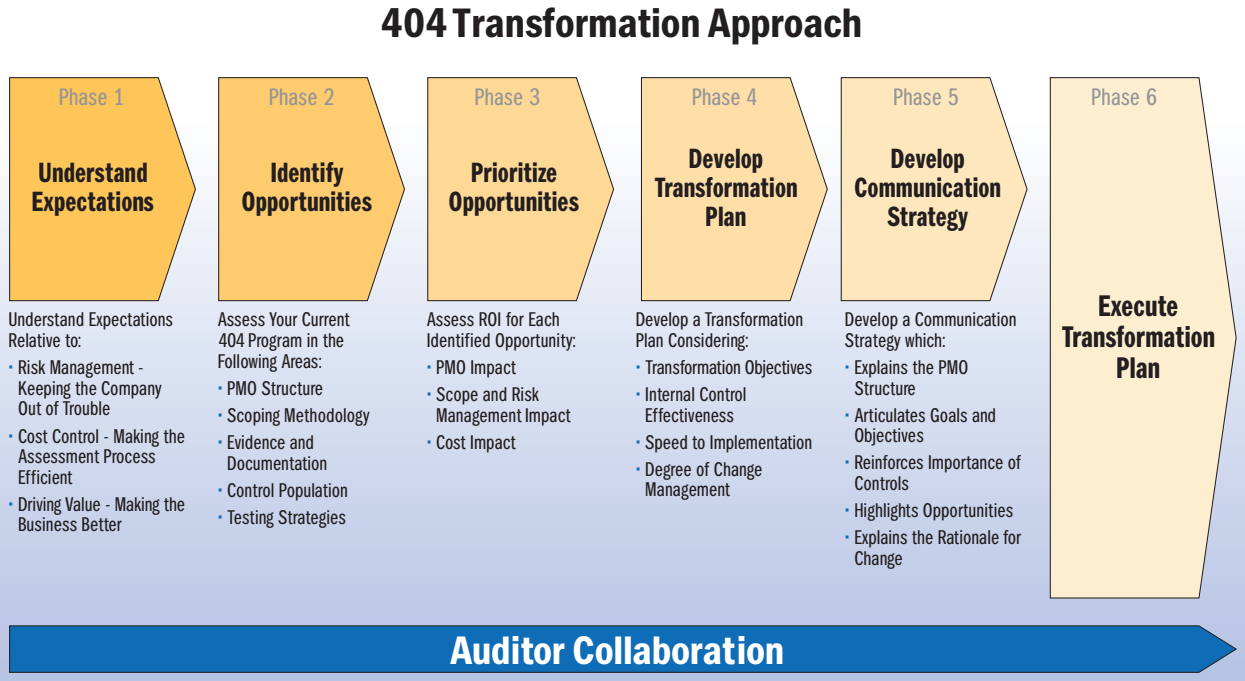 404 Transformation Approach
Phase 1
Understand
Expectations
Understand Expectations
Relative to:
· Risk Management -
Keeping the Company
Out of Trouble
· Cost Control - Making the
Assessment Process
Efficient
· Driving Value - Making the
Business Better
Phase 2
Identify
Opportunities
Assess Your Current
404 Program in the
Following Areas:
· PMO Structure
· Scoping Methodology
· Evidence and
Documentation
· Control Population
· Testing Strategies
Phase 3
Prioritize
Opportunities
Assess ROI for Each
Identified Opportunity:
· PMO Impact
· Scope and Risk
Management Impact
· Cost Impact
Phase 4
Develop
Transformation
Plan
Develop a Transformation
Plan Considering:
· Transformation Objectives
· Internal Control
Effectiveness
· Speed to Implementation
· Degree of Change
Management
Phase 5
Develop
Communication
Strategy
Develop a Communication
Strategy which:
· Explains the PMO
Structure
· Articulates Goals and
Objectives
· Reinforces Importance of
Controls
· Highlights Opportunities
· Explains the Rationale for
Change
Phase 6
Execute
Transformation
Plan
Auditor Collaboration